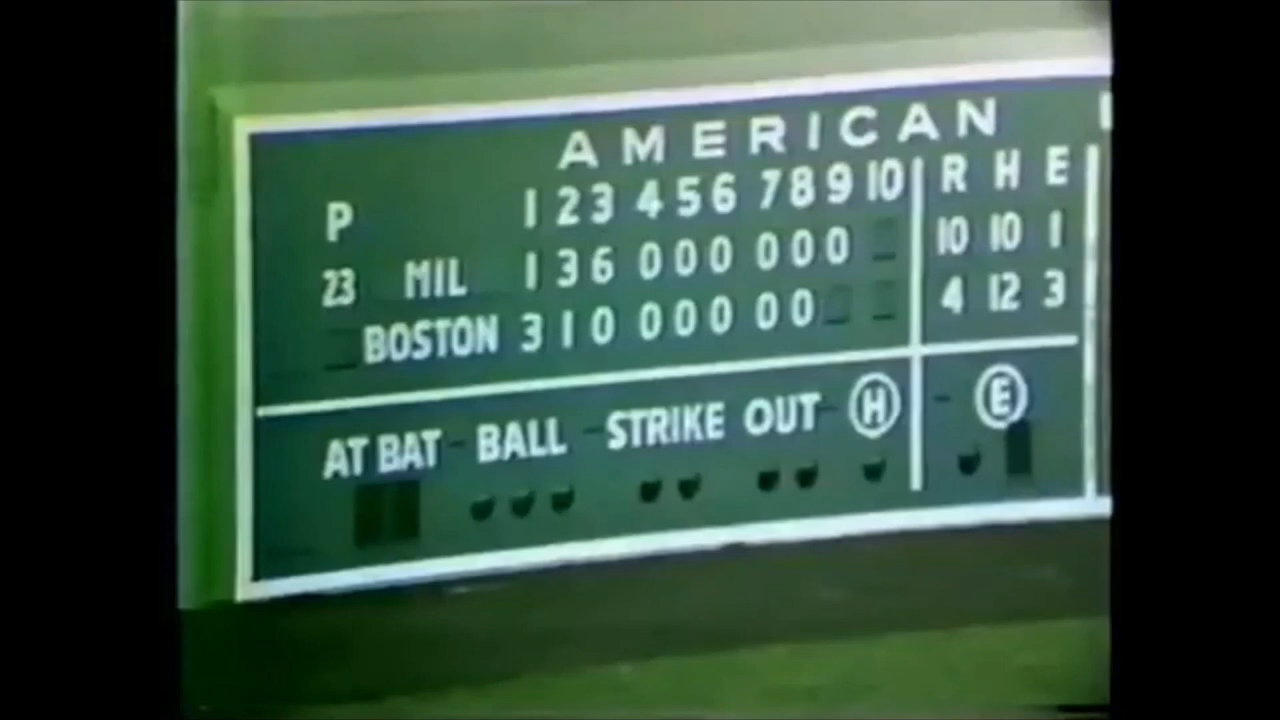 AMERICAN
P 1 2 3 4 5 6 7 8 9 10 R H E
23 MIL 1 3 6 0 0 0 0 0 0 10 10 1
BOSTON 3 1 0 0 0 0 0 0 4 12 3
AT BAT BALL STRIKE OUT H E